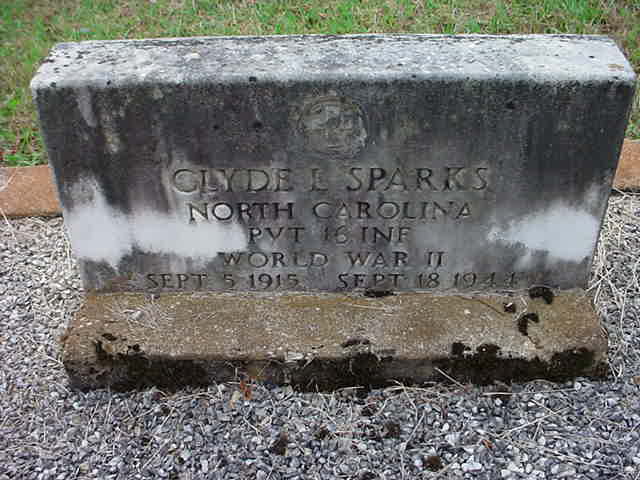 CLYDE L SPARKS
NORTH CAROLINA
PVT 16 INF
WORLD WAR II
SEPT 5 1915 SEPT 18 1944